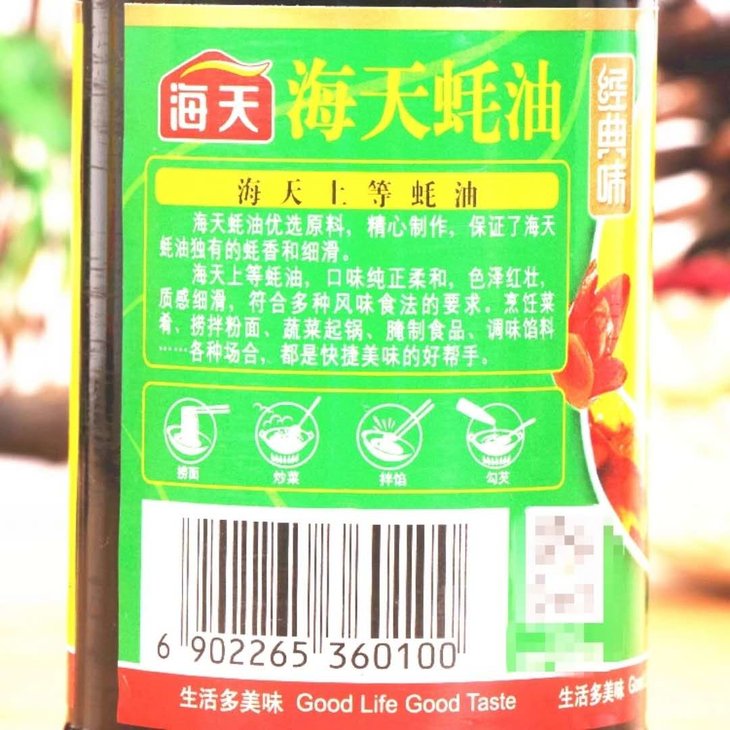 海天
海天蚝油
经典味
海天上等蚝油
海天蚝油优选原料，精心制作，保证了海天
蚝油独有的蚝香和细滑。
海天上等蚝油，口味纯正柔和，色泽红壮，
质感细滑，符合多种风味食法的要求。烹饪菜
肴、捞拌粉面、蔬菜起锅、腌制食品、调味馅料
……各种场合，都是快捷美味的好帮手。
捞面
炒菜
拌馅
勾芡
6 902265 360100
生活多美味 Good Life Good Taste
生活多美味